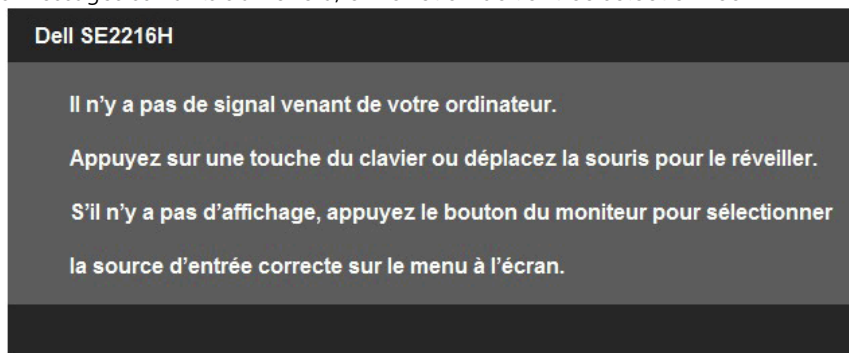 Dell SE2216H
Il n'y a pas de signal venant de votre ordinateur.
Appuyez sur une touche du clavier ou déplacez la souris pour le réveiller.
S'il n'y a pas d'affichage, appuyez le bouton du moniteur pour sélectionner
la source d'entrée correcte sur le menu à l'écran.